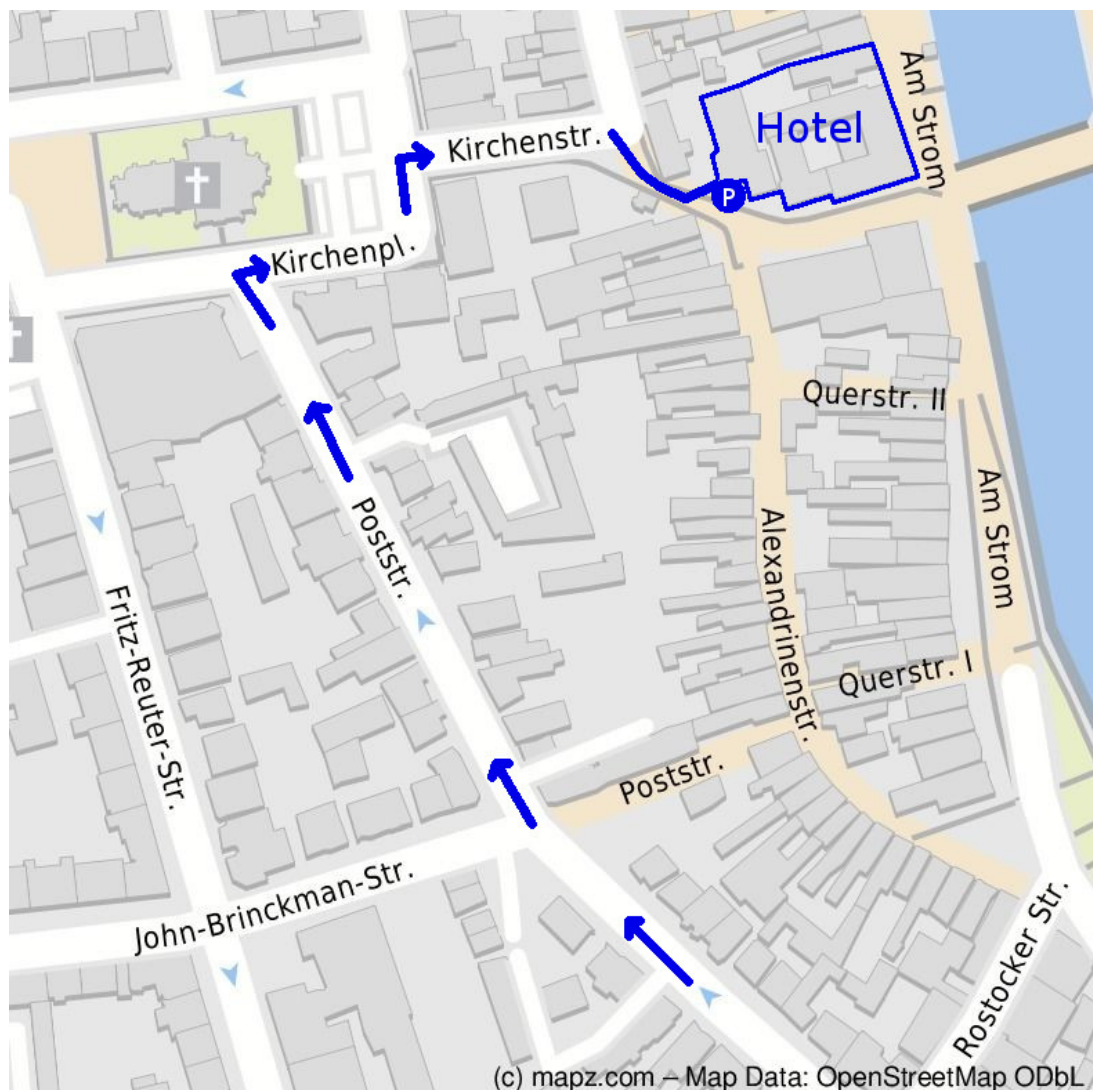 Am Strom
Hotel
Kirchenstr.
P
Kirchenpl.
Querstr. II
Poststr.
Alexandrinenstr.
Am Strom
Fritz-Reuter-Str.
Querstr. I
Poststr.
John-Brinckman-Str.
Rostocker Str.
(c) mapz.com – Map Data: OpenStreetMap ODbL